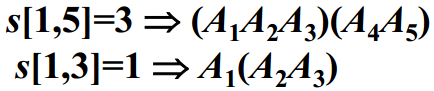 s[1,5]=3 ⇒ (A₁A₂A₃)(A₄A₅)
s[1,3]=1 ⇒ A₁(A₂A₃)